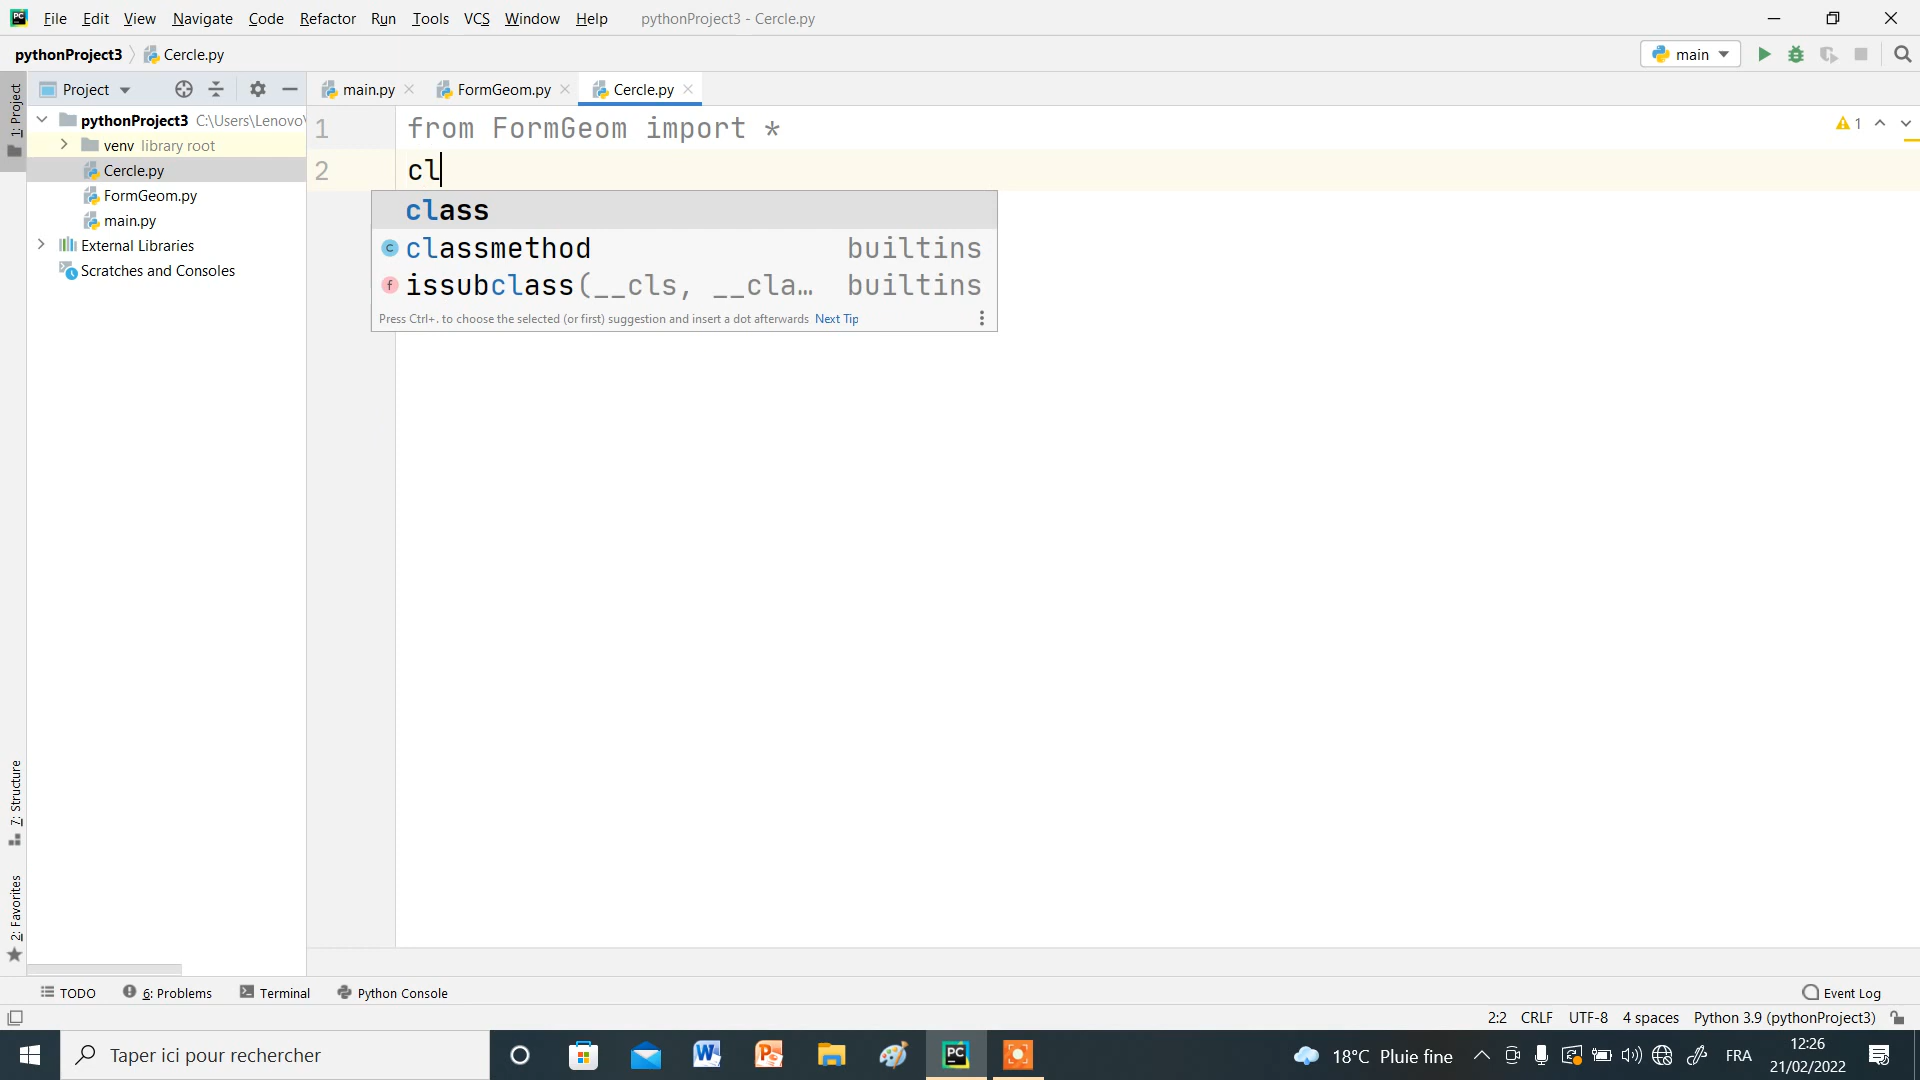 File Edit View Navigate Code Refactor Run Tools VCS Window Help pythonProject3 - Cercle.py
pythonProject3 Cercle.py main
Project main.py FormGeom.py Cercle.py
1: Project
pythonProject3 C:\Users\Lenovo\
venv library root
Cercle.py
FormGeom.py
main.py
External Libraries
Scratches and Consoles
1 from FormGeom import *
1
2 cl
class
classmethod builtins
issubclass(__cls, __cla… builtins
Press Ctrl+. to choose the selected (or first) suggestion and insert a dot afterwards Next Tip
7: Structure
2: Favorites
TODO 6: Problems Terminal Python Console Event Log
2:2 CRLF UTF-8 4 spaces Python 3.9 (pythonProject3)
Taper ici pour rechercher 18°C Pluie fine FRA 12:26
21/02/2022